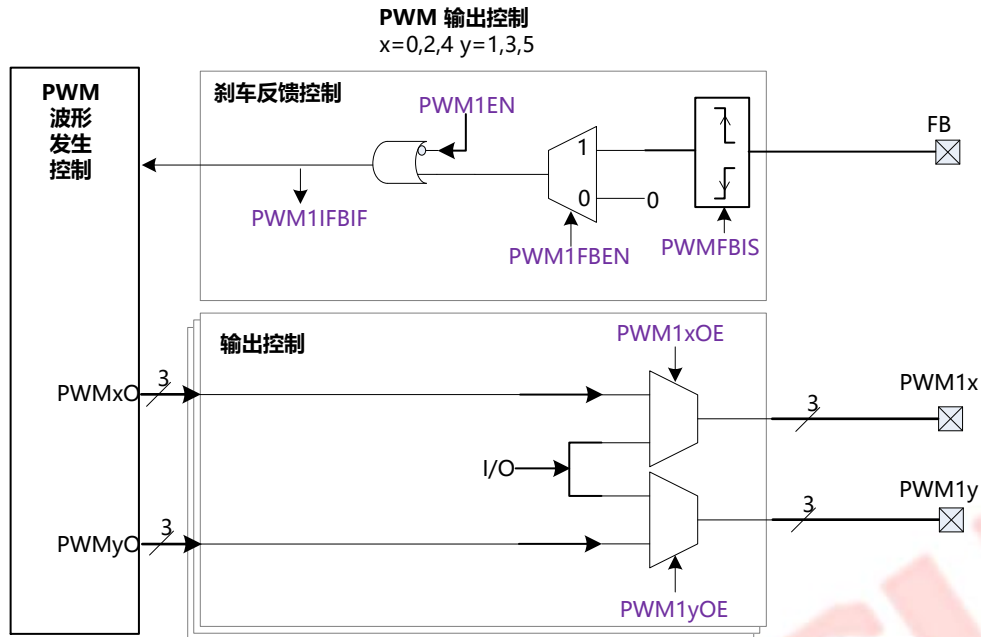 PWM 输出控制
x=0,2,4 y=1,3,5
PWM
波形
发生
控制
刹车反馈控制
PWM1EN
FB
1
0
0
PWM1IFBIF
PWM1FBEN
PWMFBIS
输出控制
PWM1xOE
PWMxO
3
3
PWM1x
I/O
PWM1y
PWMyO
3
3
PWM1yOE